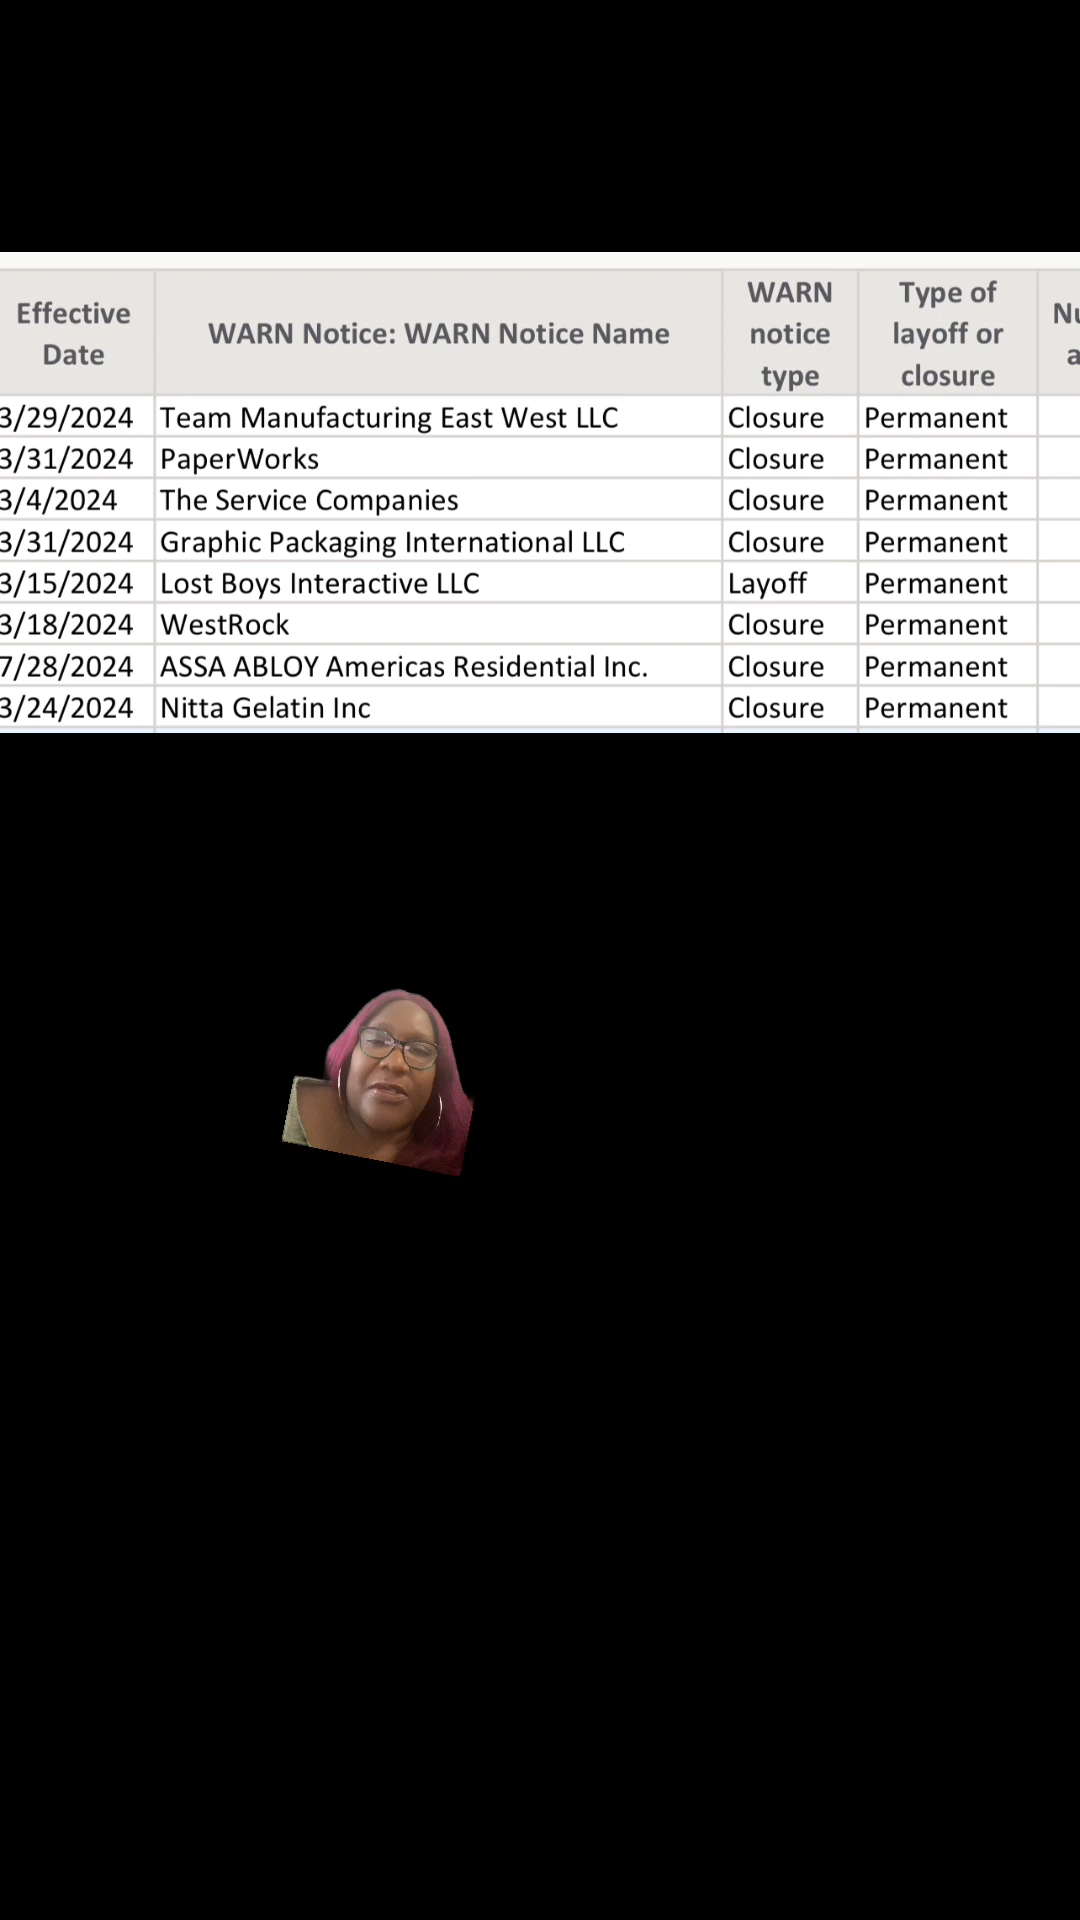 Effective
Date
WARN Notice: WARN Notice Name
WARN
notice
type
Type of
layoff or
closure
3/29/2024 Team Manufacturing East West LLC Closure Permanent
3/31/2024 PaperWorks Closure Permanent
3/4/2024 The Service Companies Closure Permanent
3/31/2024 Graphic Packaging International LLC Closure Permanent
3/15/2024 Lost Boys Interactive LLC Layoff Permanent
3/18/2024 WestRock Closure Permanent
7/28/2024 ASSA ABLOY Americas Residential Inc. Closure Permanent
3/24/2024 Nitta Gelatin Inc Closure Permanent